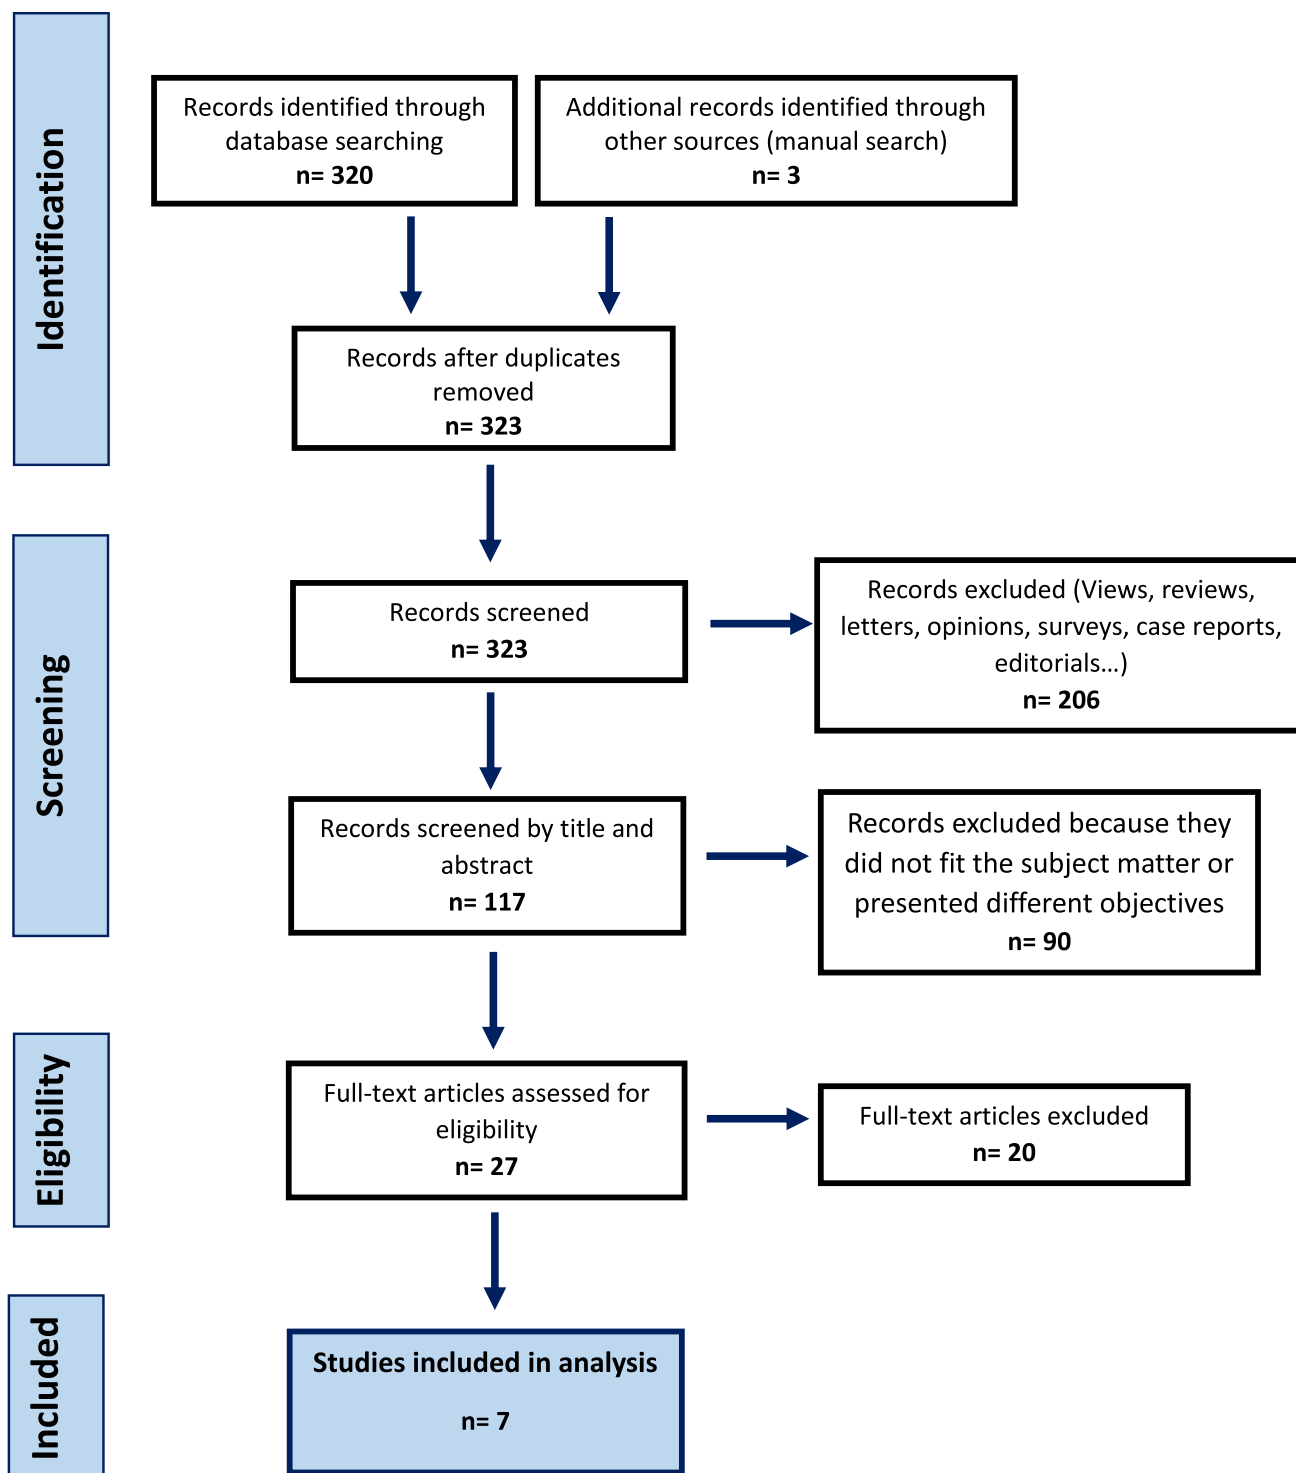 Identification
Records identified through
database searching
n= 320
Additional records identified through
other sources (manual search)
n= 3
Records after duplicates
removed
n= 323
Screening
Records screened
n= 323
Records excluded (Views, reviews,
letters, opinions, surveys, case reports,
editorials...)
n= 206
Records screened by title and
abstract
n= 117
Records excluded because they
did not fit the subject matter or
presented different objectives
n= 90
Eligibility
Full-text articles assessed for
eligibility
n= 27
Full-text articles excluded
n= 20
Included
Studies included in analysis
n= 7